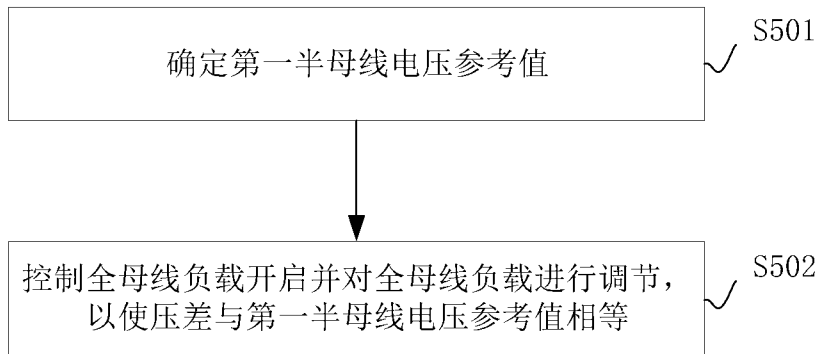 S501
确定第一半母线电压参考值
S502
控制全母线负载开启并对全母线负载进行调节，
以使压差与第一半母线电压参考值相等